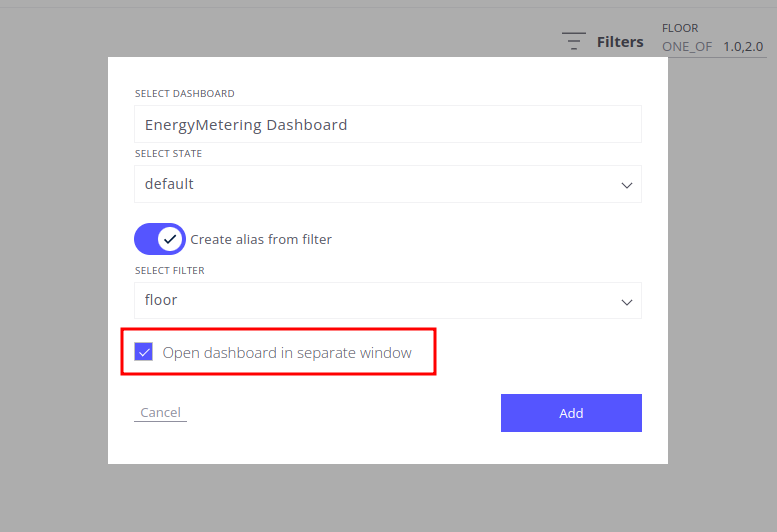 FLOOR
Filters
ONE_OF 1.0,2.0
SELECT DASHBOARD
EnergyMetering Dashboard
SELECT STATE
default
Create alias from filter
SELECT FILTER
floor
Open dashboard in separate window
Cancel
Add